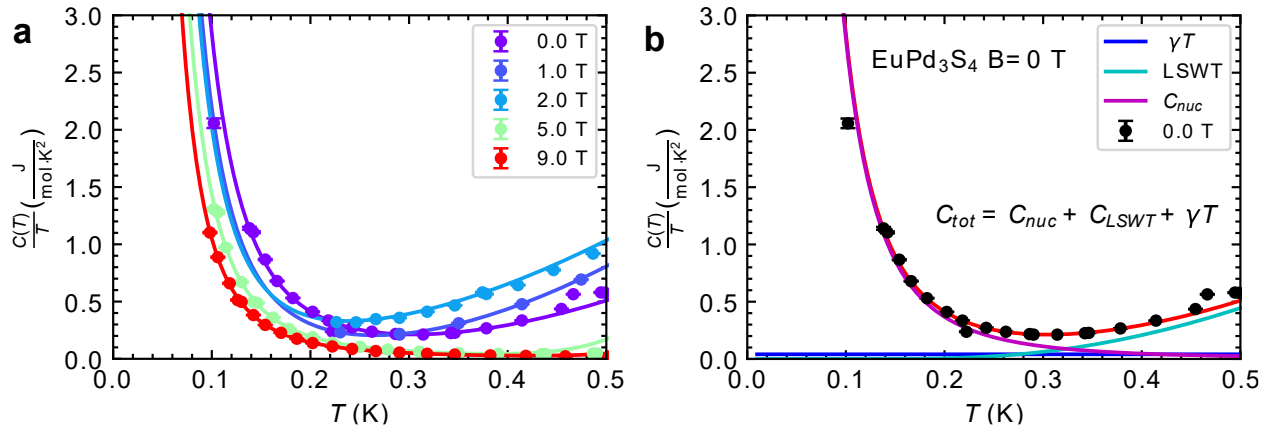 a
3.0
2.5
2.0
1.5
1.0
0.5
0.0
C(T)/T (J/mol·K²)
0.0 T
1.0 T
2.0 T
5.0 T
9.0 T
0.0 0.1 0.2 0.3 0.4 0.5
T (K)
b
3.0
2.5
2.0
1.5
1.0
0.5
0.0
C(T)/T (J/mol·K²)
EuPd₃S₄ B= 0 T
γT
LSWT
Cnuc
0.0 T
Ctot = Cnuc + CLSWT + γT
0.0 0.1 0.2 0.3 0.4 0.5
T (K)